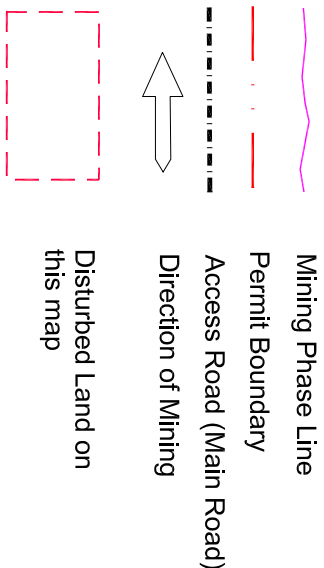 Mining Phase Line
Permit Boundary
Access Road (Main Road)
Direction of Mining
Disturbed Land on
this map